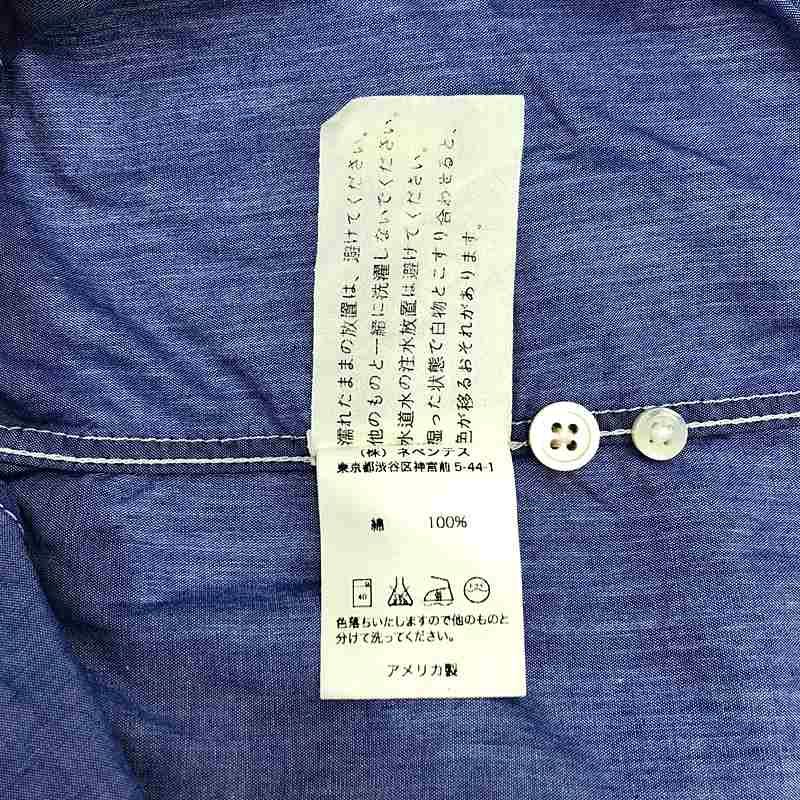 濡れたままの放置は、避けてください。
他のものと一緒に洗濯しないでください。
水道水の注水放置は避けてください。
湿った状態で白物とこすり合わせると、
色が移るおそれがあります。
(株) ネペンテス
東京都渋谷区神宮前 5-44-1
綿 100%
40
色落ちいたしますので他のものと
分けて洗ってください。
アメリカ製